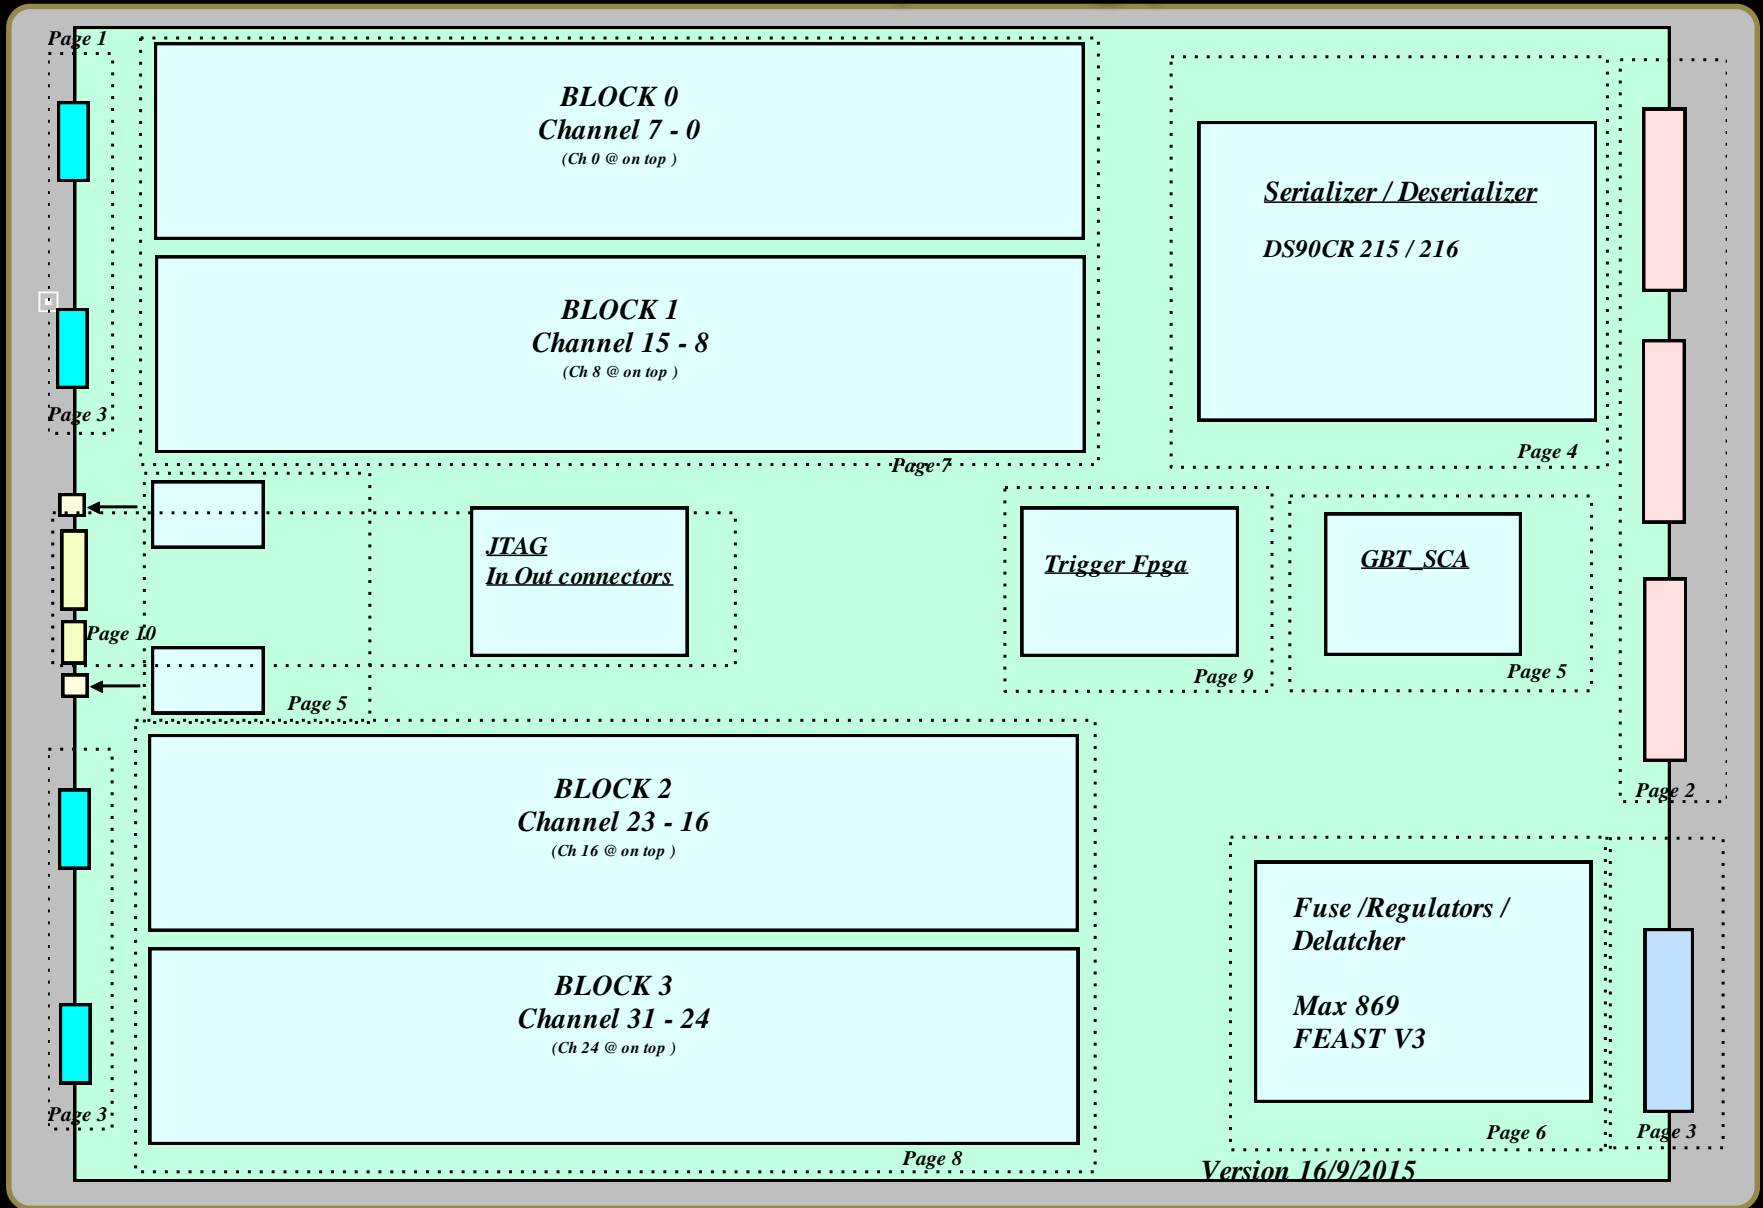 Page 1
BLOCK 0
Channel 7 - 0
(Ch 0 @ on top )
Serializer / Deserializer
DS90CR 215 / 216
BLOCK 1
Channel 15 - 8
(Ch 8 @ on top )
Page 3
Page 4
Page 7
JTAG
In Out connectors
Trigger Fpga
GBT_SCA
Page 10
Page 5
Page 9
Page 5
BLOCK 2
Channel 23 - 16
(Ch 16 @ on top )
Page 2
Fuse /Regulators /
Delatcher
Max 869
FEAST V3
BLOCK 3
Channel 31 - 24
(Ch 24 @ on top )
Page 3
Page 8
Page 6
Page 3
Version 16/9/2015